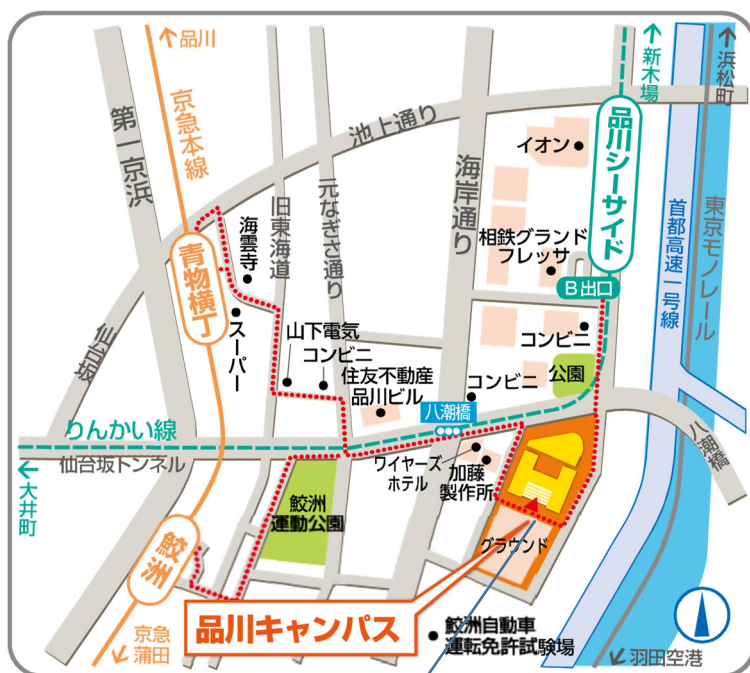 ↑品川
京急本線
第一京浜
池上通り
↑新木場
↑浜松町
品川シーサイド
イオン
海岸通り
元なぎさ通り
旧東海道
海雲寺
首都高速一号線
東京モノレール
相鉄グランド
フレッサ
B出口
青物横丁
仙台坂
スーパー
山下電気
コンビニ
住友不動産
品川ビル
コンビニ
コンビニ
公園
八潮橋
りんかい線
仙台坂トンネル
←大井町
ワイヤーズ
ホテル
加藤
製作所
八潮橋
鮫洲
運動公園
グラウンド
鮫洲
品川キャンパス
京急
蒲田
↙
鮫洲自動車
運転免許試験場
↙羽田空港